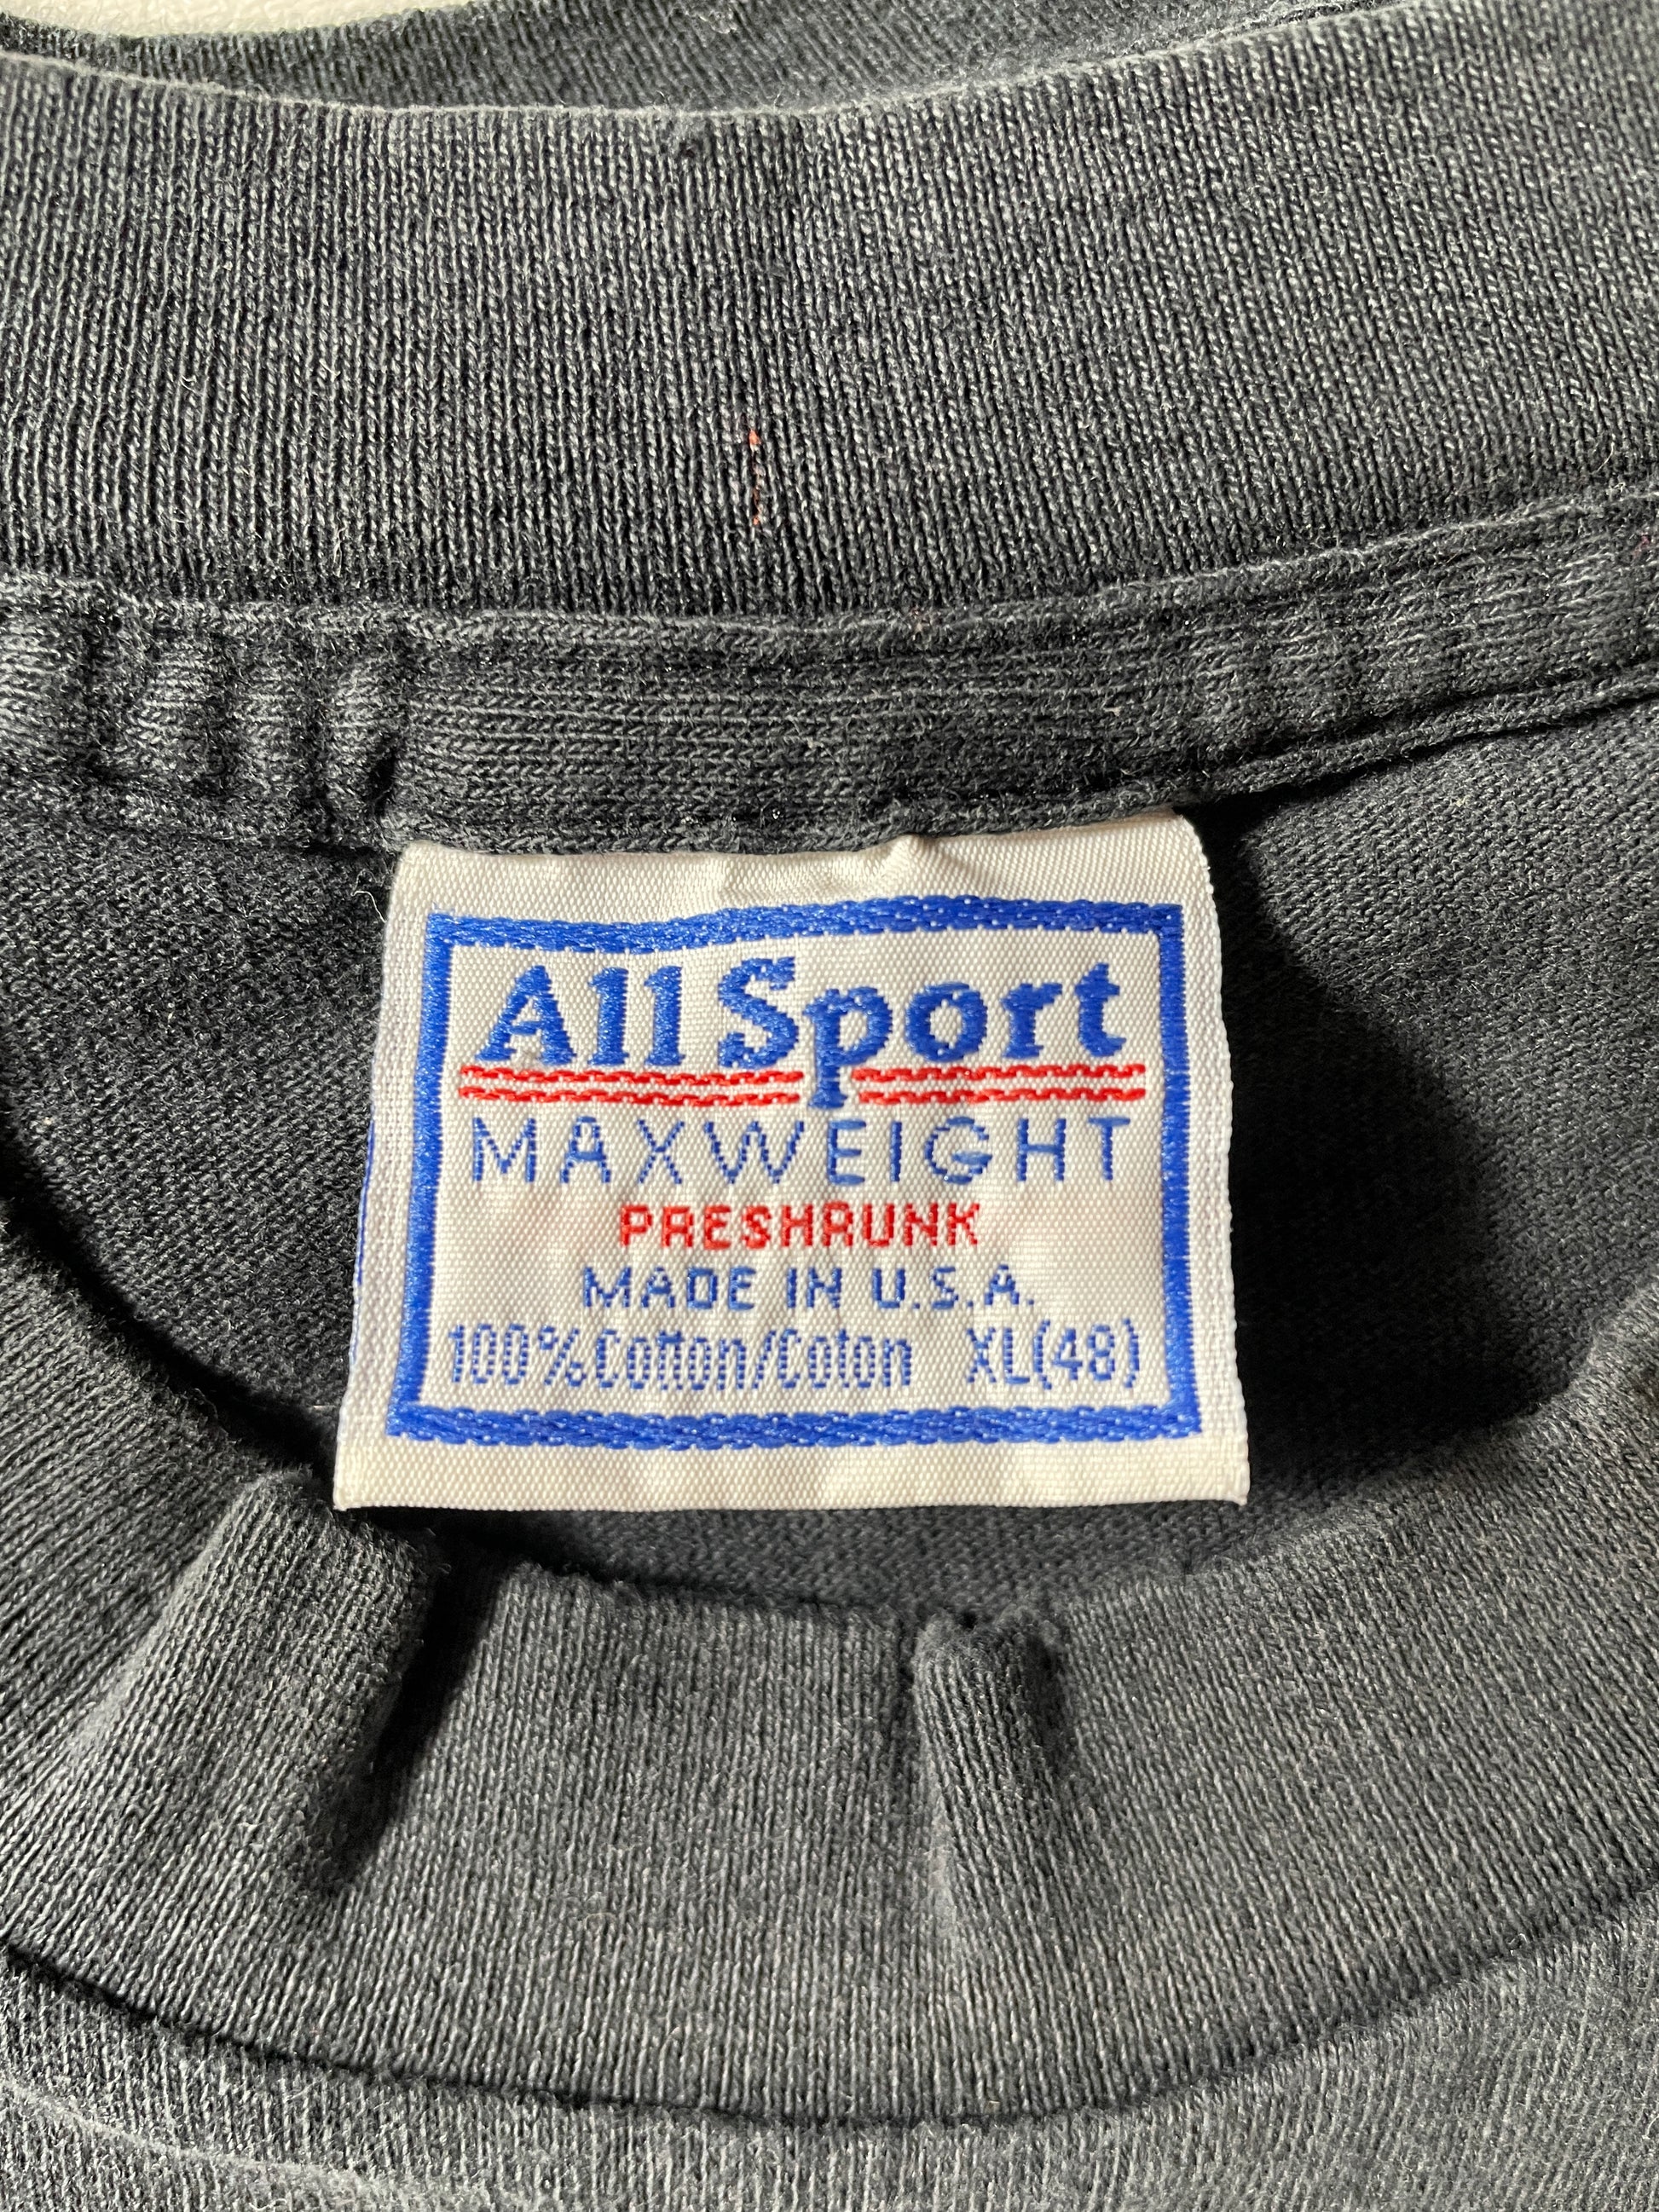 All Sport
MAXWEIGHT
PRESHRUNK
MADE IN U.S.A.
100% Cotton/Coton XL(48)